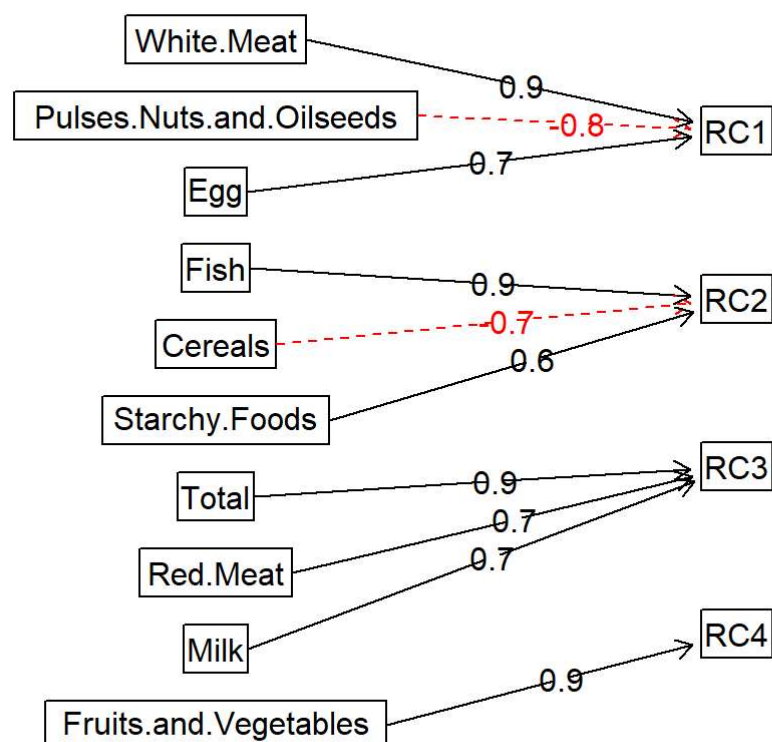 White.Meat
0.9
Pulses.Nuts.and.Oilseeds
-0.8
RC1
Egg
0.7
Fish
0.9
RC2
Cereals
-0.7
Starchy.Foods
0.6
Total
0.9
RC3
Red.Meat
0.7
Milk
0.7
RC4
Fruits.and.Vegetables
0.9